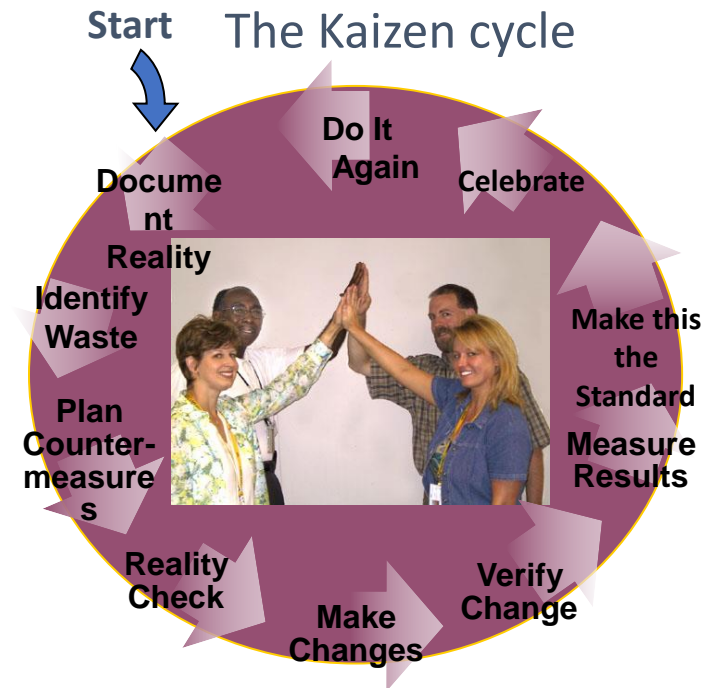 Start
The Kaizen cycle
Docume
nt
Reality
Identify
Waste
Plan
Counter-
measure
s
Reality
Check
Make
Changes
Verify
Change
Measure
Results
Make this
the
Standard
Celebrate
Do It
Again